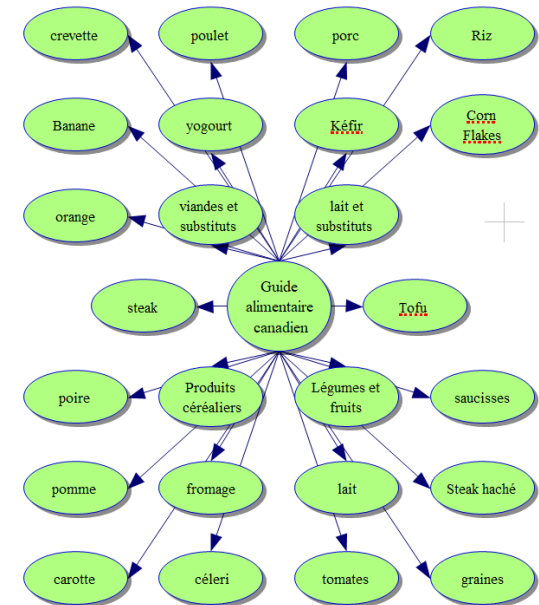 crevette
poulet
porc
Riz
Banane
yogourt
Kéfir
Corn
Flakes
orange
viandes et
substituts
lait et
substituts
steak
Guide
alimentaire
canadien
Tofu
poire
Produits
céréaliers
Légumes et
fruits
saucisses
pomme
fromage
lait
Steak haché
carotte
céleri
tomates
graines